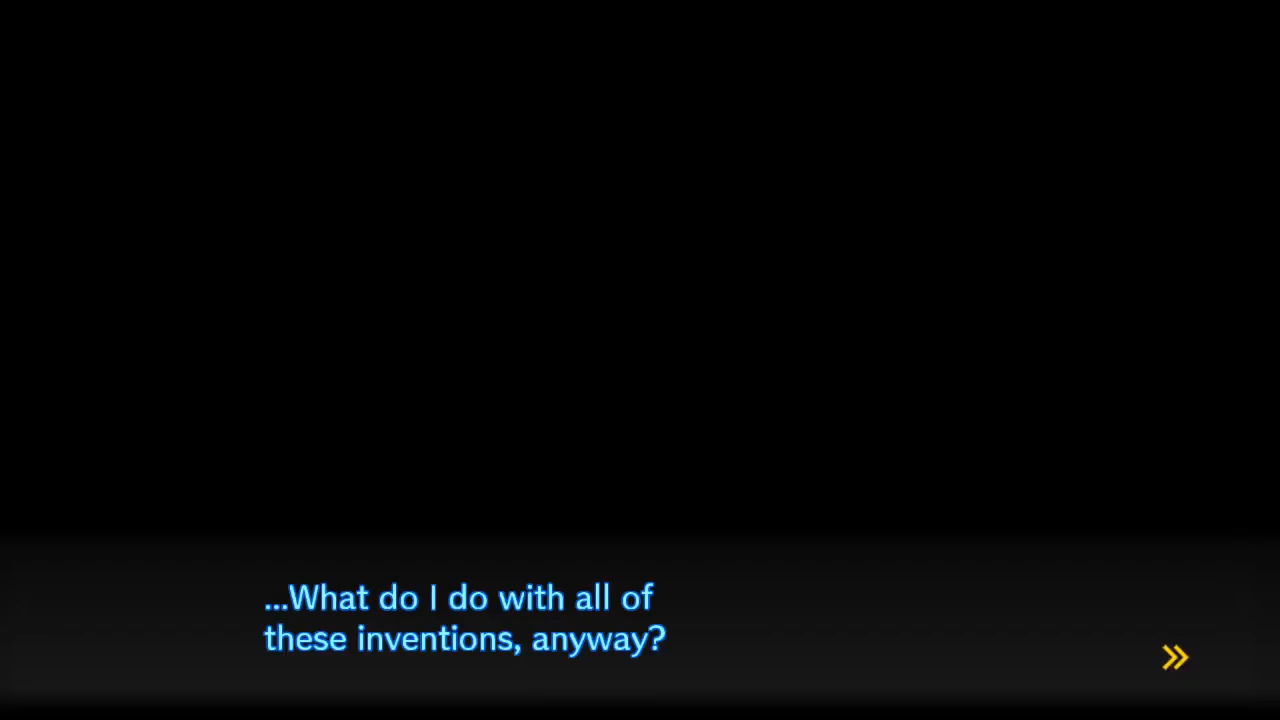 ...What do I do with all of
these inventions, anyway?